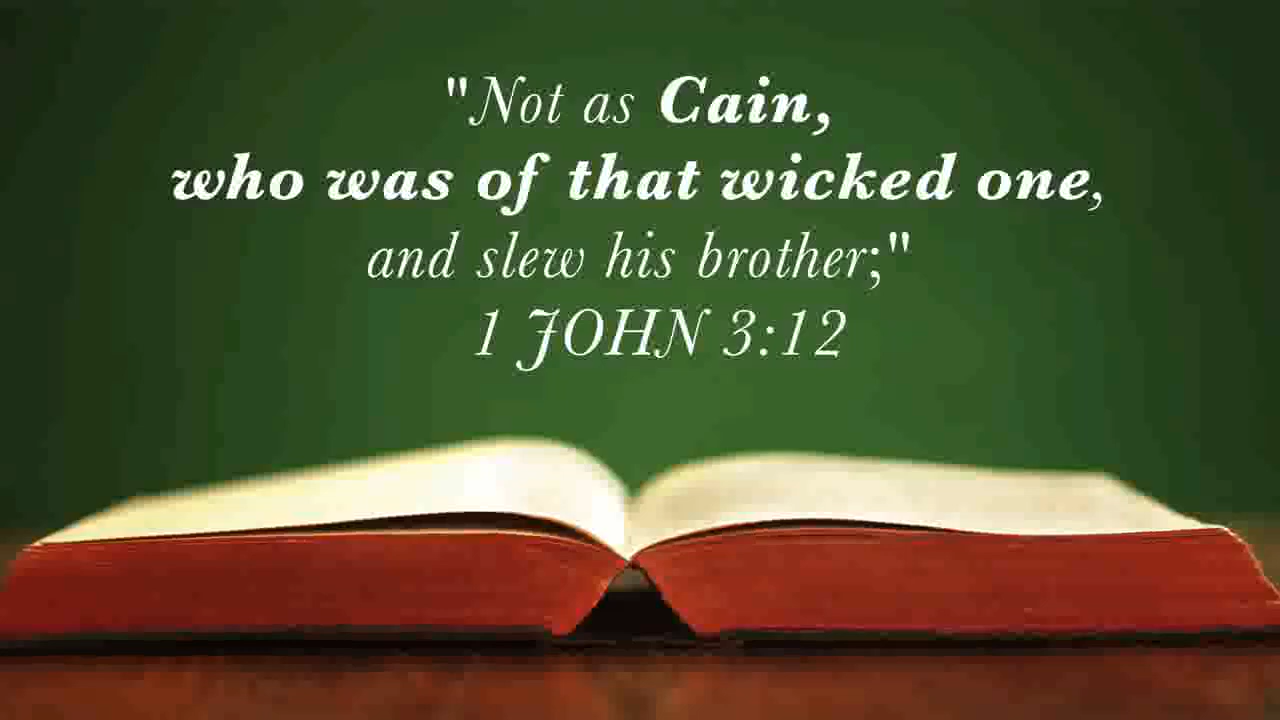 "Not as Cain,
who was of that wicked one,
and slew his brother;"
1 JOHN 3:12